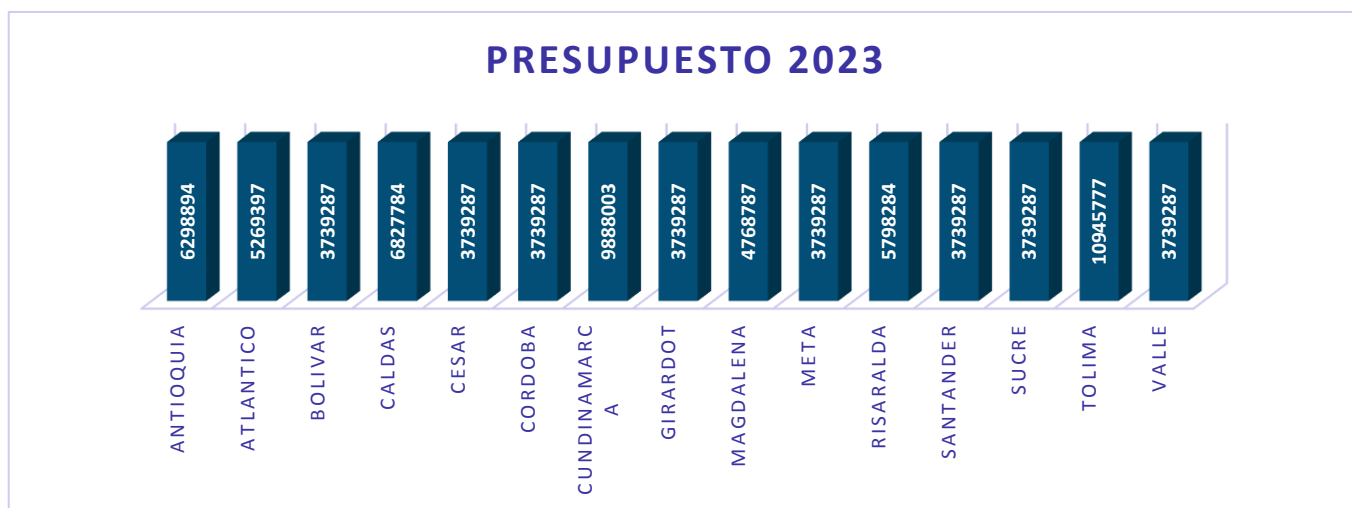 PRESUPUESTO 2023
6298894
5269397
3739287
6827784
3739287
3739287
9888003
3739287
4768787
3739287
5798284
3739287
3739287
10945777
3739287
ANTIOQUIA
ATLANTICO
BOLIVAR
CALDAS
CESAR
CORDOBA
CUNDINAMARC
A
GIRARDOT
MAGDALENA
META
RISARALDA
SANTANDER
SUCRE
TOLIMA
VALLE